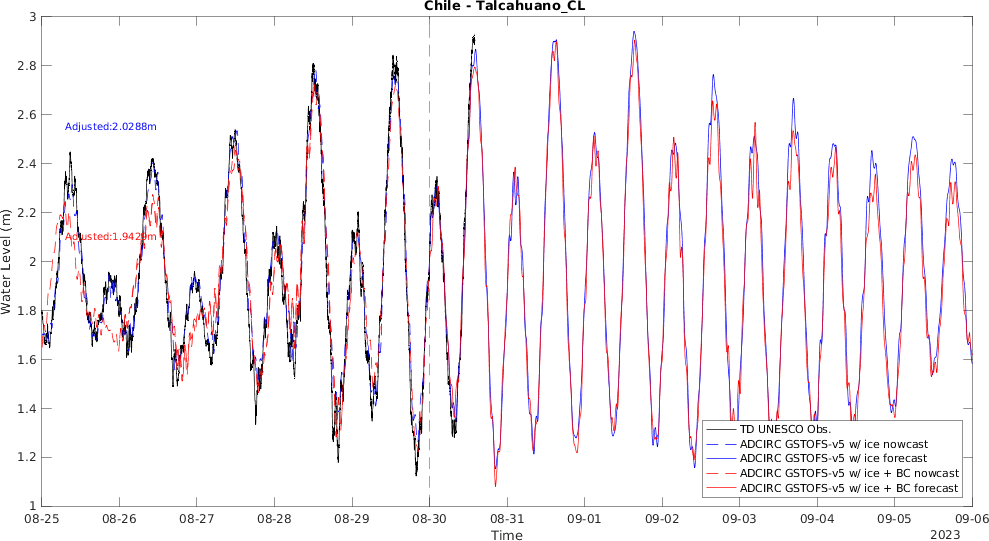 Chile - Talcahuano_CL
3
2.8
2.6
2.4
2.2
2
1.8
1.6
1.4
1.2
1
Water Level (m)
Adjusted:2.0288m
Adjusted:1.9429m
TD UNESCO Obs.
ADCIRC GSTOFS-v5 w/ ice nowcast
ADCIRC GSTOFS-v5 w/ ice forecast
ADCIRC GSTOFS-v5 w/ ice + BC nowcast
ADCIRC GSTOFS-v5 w/ ice + BC forecast
08-25 08-26 08-27 08-28 08-29 08-30 08-31 09-01 09-02 09-03 09-04 09-05 09-06
Time
2023